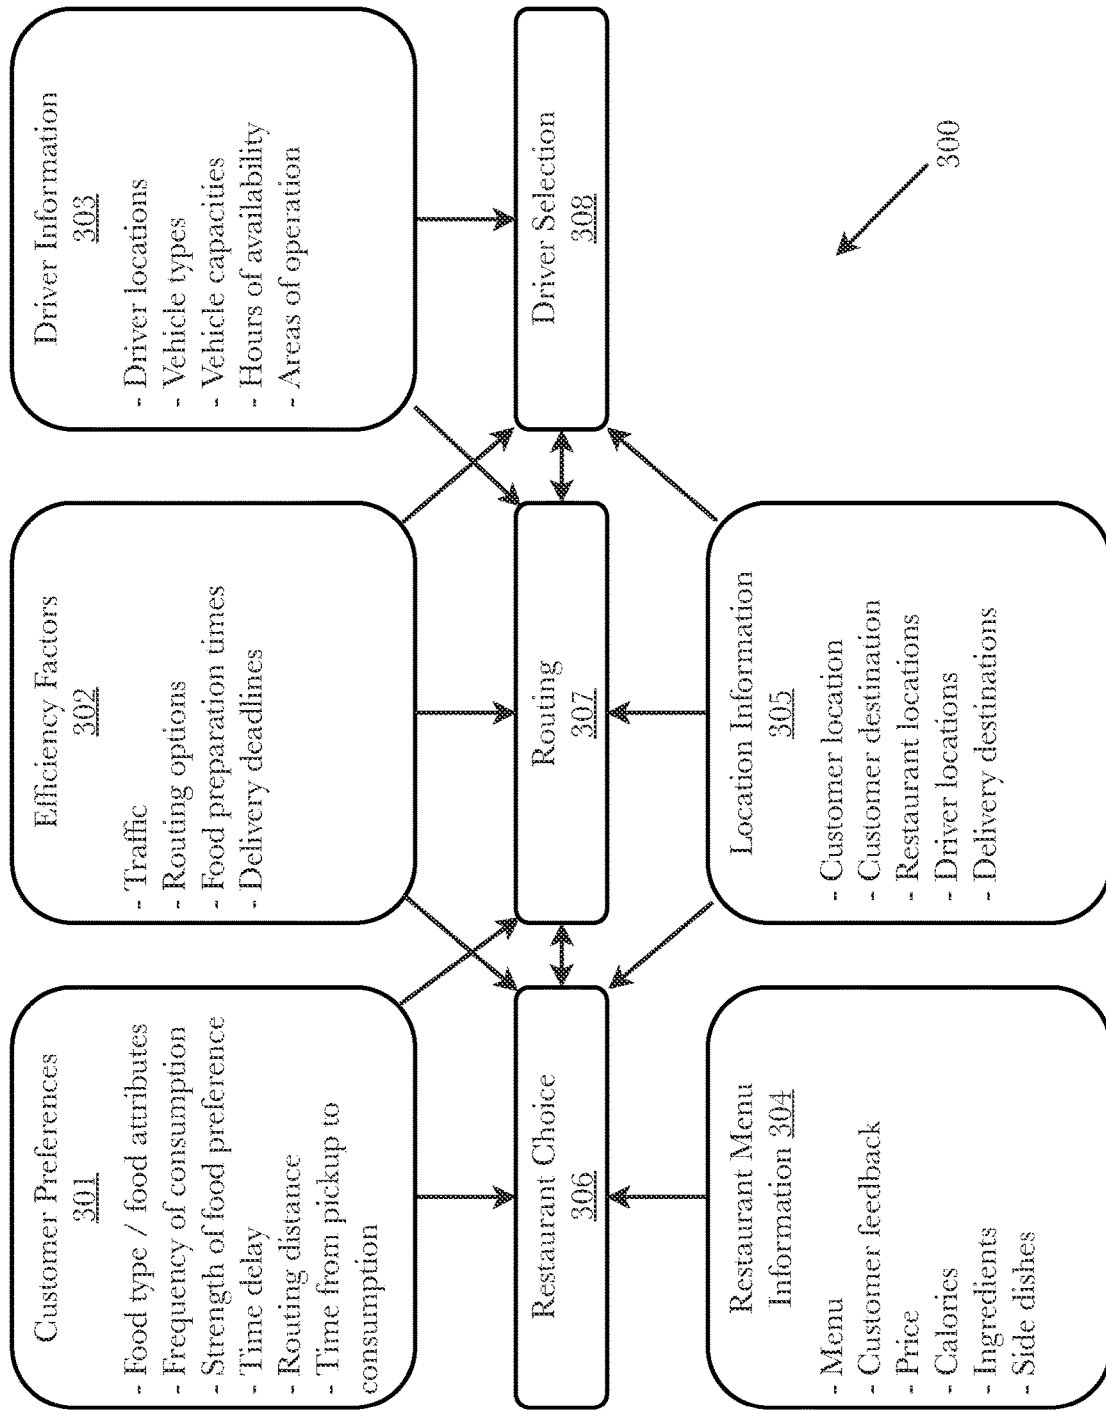 Customer Preferences
301
- Food type / food attributes
- Frequency of consumption
- Strength of food preference
- Time delay
- Routing distance
- Time from pickup to
consumption
Efficiency Factors
302
- Traffic
- Routing options
- Food preparation times
- Delivery deadlines
Driver Information
303
- Driver locations
- Vehicle types
- Vehicle capacities
- Hours of availability
- Areas of operation
Restaurant Choice
306
Routing
307
Driver Selection
308
Restaurant Menu
Information 304
- Menu
- Customer feedback
- Price
- Calories
- Ingredients
- Side dishes
Location Information
305
- Customer location
- Customer destination
- Restaurant locations
- Driver locations
- Delivery destinations
300